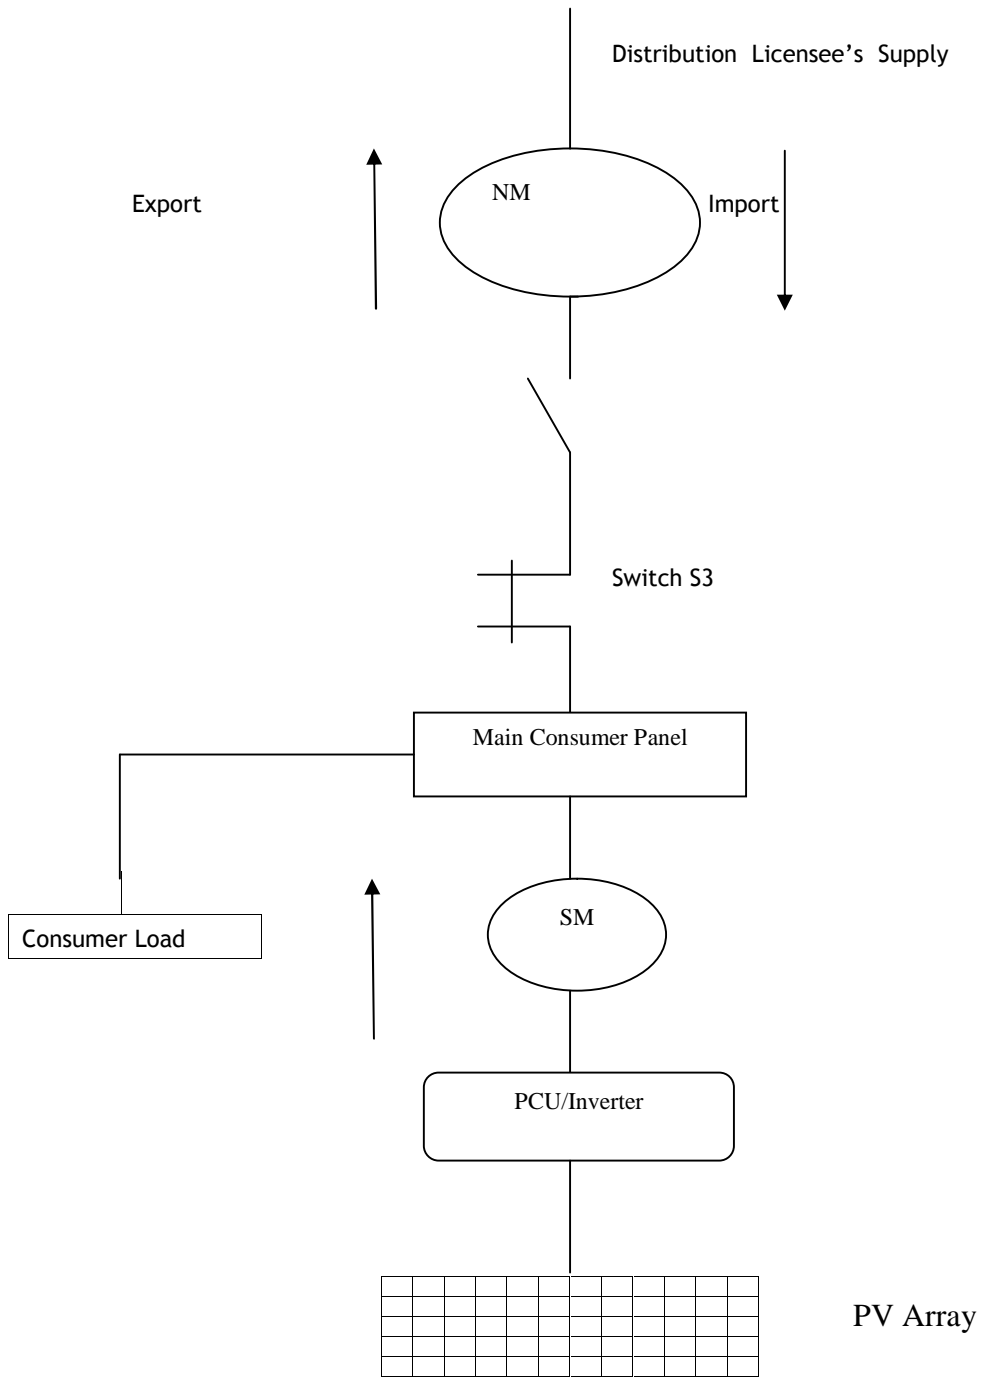 Distribution Licensee’s Supply
NM
Export
Import
Switch S3
Main Consumer Panel
SM
Consumer Load
PCU/Inverter
PV Array